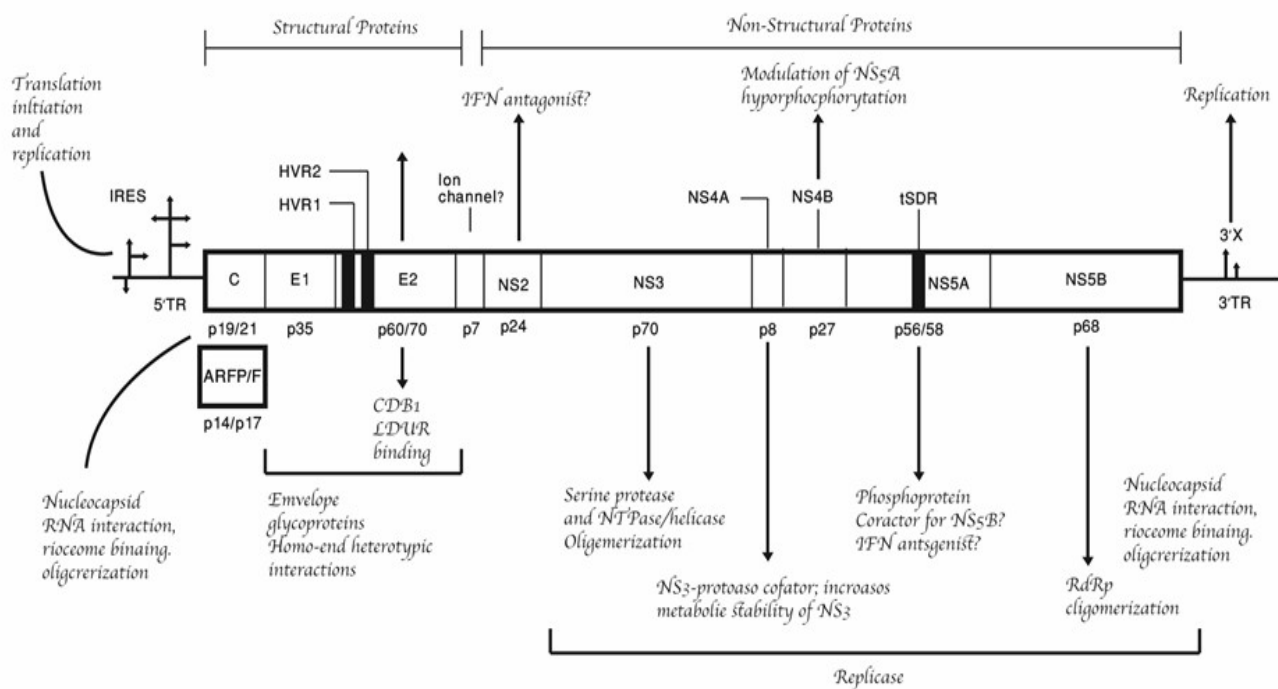 Structural Proteins
Non-Structural Proteins
Translation
inltiation
and
replication
IFN antagonist?
Modulation of NS5A
hyporphocphorytation
Replication
HVR2
HVR1
Ion
channel?
IRES
NS4A
NS4B
tSDR
3'X
5'TR
C
E1
E2
NS2
NS3
NS5A
NS5B
3'TR
p19/21
p35
p60/70
p7
p24
p70
p8
p27
p56/58
p68
ARFP/F
p14/p17
CDB1
LDUR
binding
Nucleocapsid
RNA interaction,
rioceome binaing.
oligcrerization
Emvelope
glycoproteins
Homo-end heterotypic
interactions
Serine protease
and NTPase/helicase
Oligemerization
NS3-protoaso cofator; incroasos
metabolie stability of NS3
Phosphoprotein
Coractor for NS5B?
IFN antsgenist?
Nucleocapsid
RNA interaction,
rioceome binaing.
oligcrerization
RdRp
cligomerization
Replicase